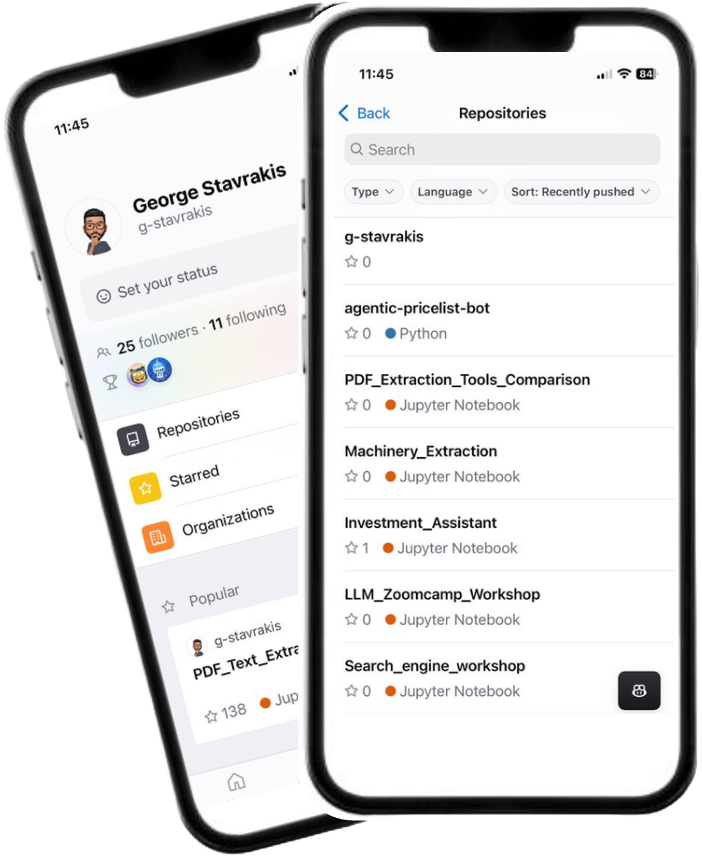 11:45
George Stavrakis
g-stavrakis
Set your status
25 followers · 11 following
Repositories
Starred
Organizations
Popular
g-stavrakis
PDF_Text_Extra
138 Jup
11:45
84
Back
Repositories
Search
Type
Language
Sort: Recently pushed
g-stavrakis
0
agentic-pricelist-bot
0 Python
PDF_Extraction_Tools_Comparison
0 Jupyter Notebook
Machinery_Extraction
0 Jupyter Notebook
Investment_Assistant
1 Jupyter Notebook
LLM_Zoomcamp_Workshop
0 Jupyter Notebook
Search_engine_workshop
0 Jupyter Notebook